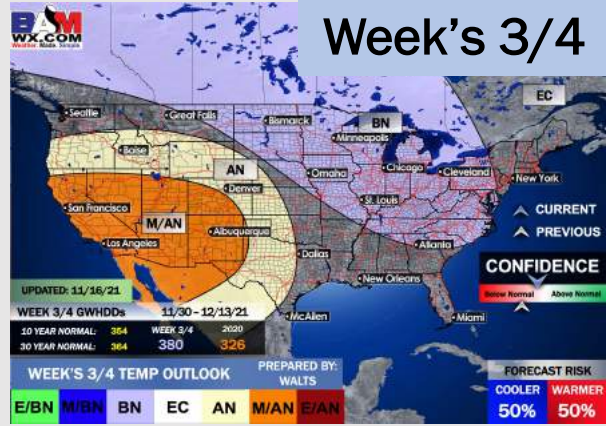 BAM
WX.COM
Weather. Made. Simple.
Week's 3/4
EC
Seattle
Great Falls
Bismarck
BN
Minneapolis
Boise
AN
Chicago
Cleveland
New York
Omaha
Denver
St. Louis
San Francisco
M/AN
CURRENT
PREVIOUS
Albuquerque
Los Angeles
Atlanta
Dallas
CONFIDENCE
Below Normal Above Normal
New Orleans
UPDATED: 11/16/21
WEEK 3/4 GWHDDs 11/30 - 12/13/21
McAllen
Miami
10 YEAR NORMAL: 354 WEEK 3/4 2020
30 YEAR NORMAL: 364 380 326
WEEK'S 3/4 TEMP OUTLOOK
PREPARED BY:
WALTS
FORECAST RISK
COOLER WARMER
50% 50%
E/BN M/BN BN EC AN M/AN E/AN